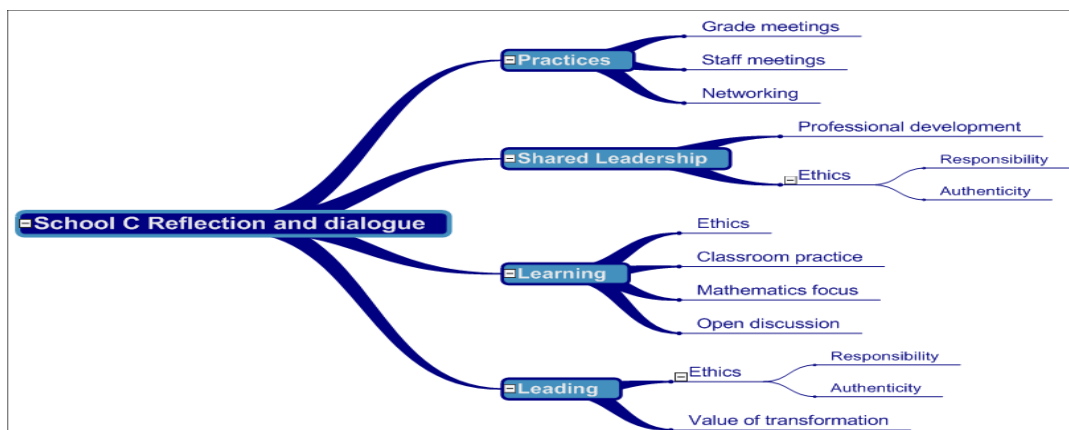 School C Reflection and dialogue
Practices
Grade meetings
Staff meetings
Networking
Shared Leadership
Professional development
Ethics
Responsibility
Authenticity
Learning
Ethics
Classroom practice
Mathematics focus
Open discussion
Leading
Ethics
Responsibility
Authenticity
Value of transformation